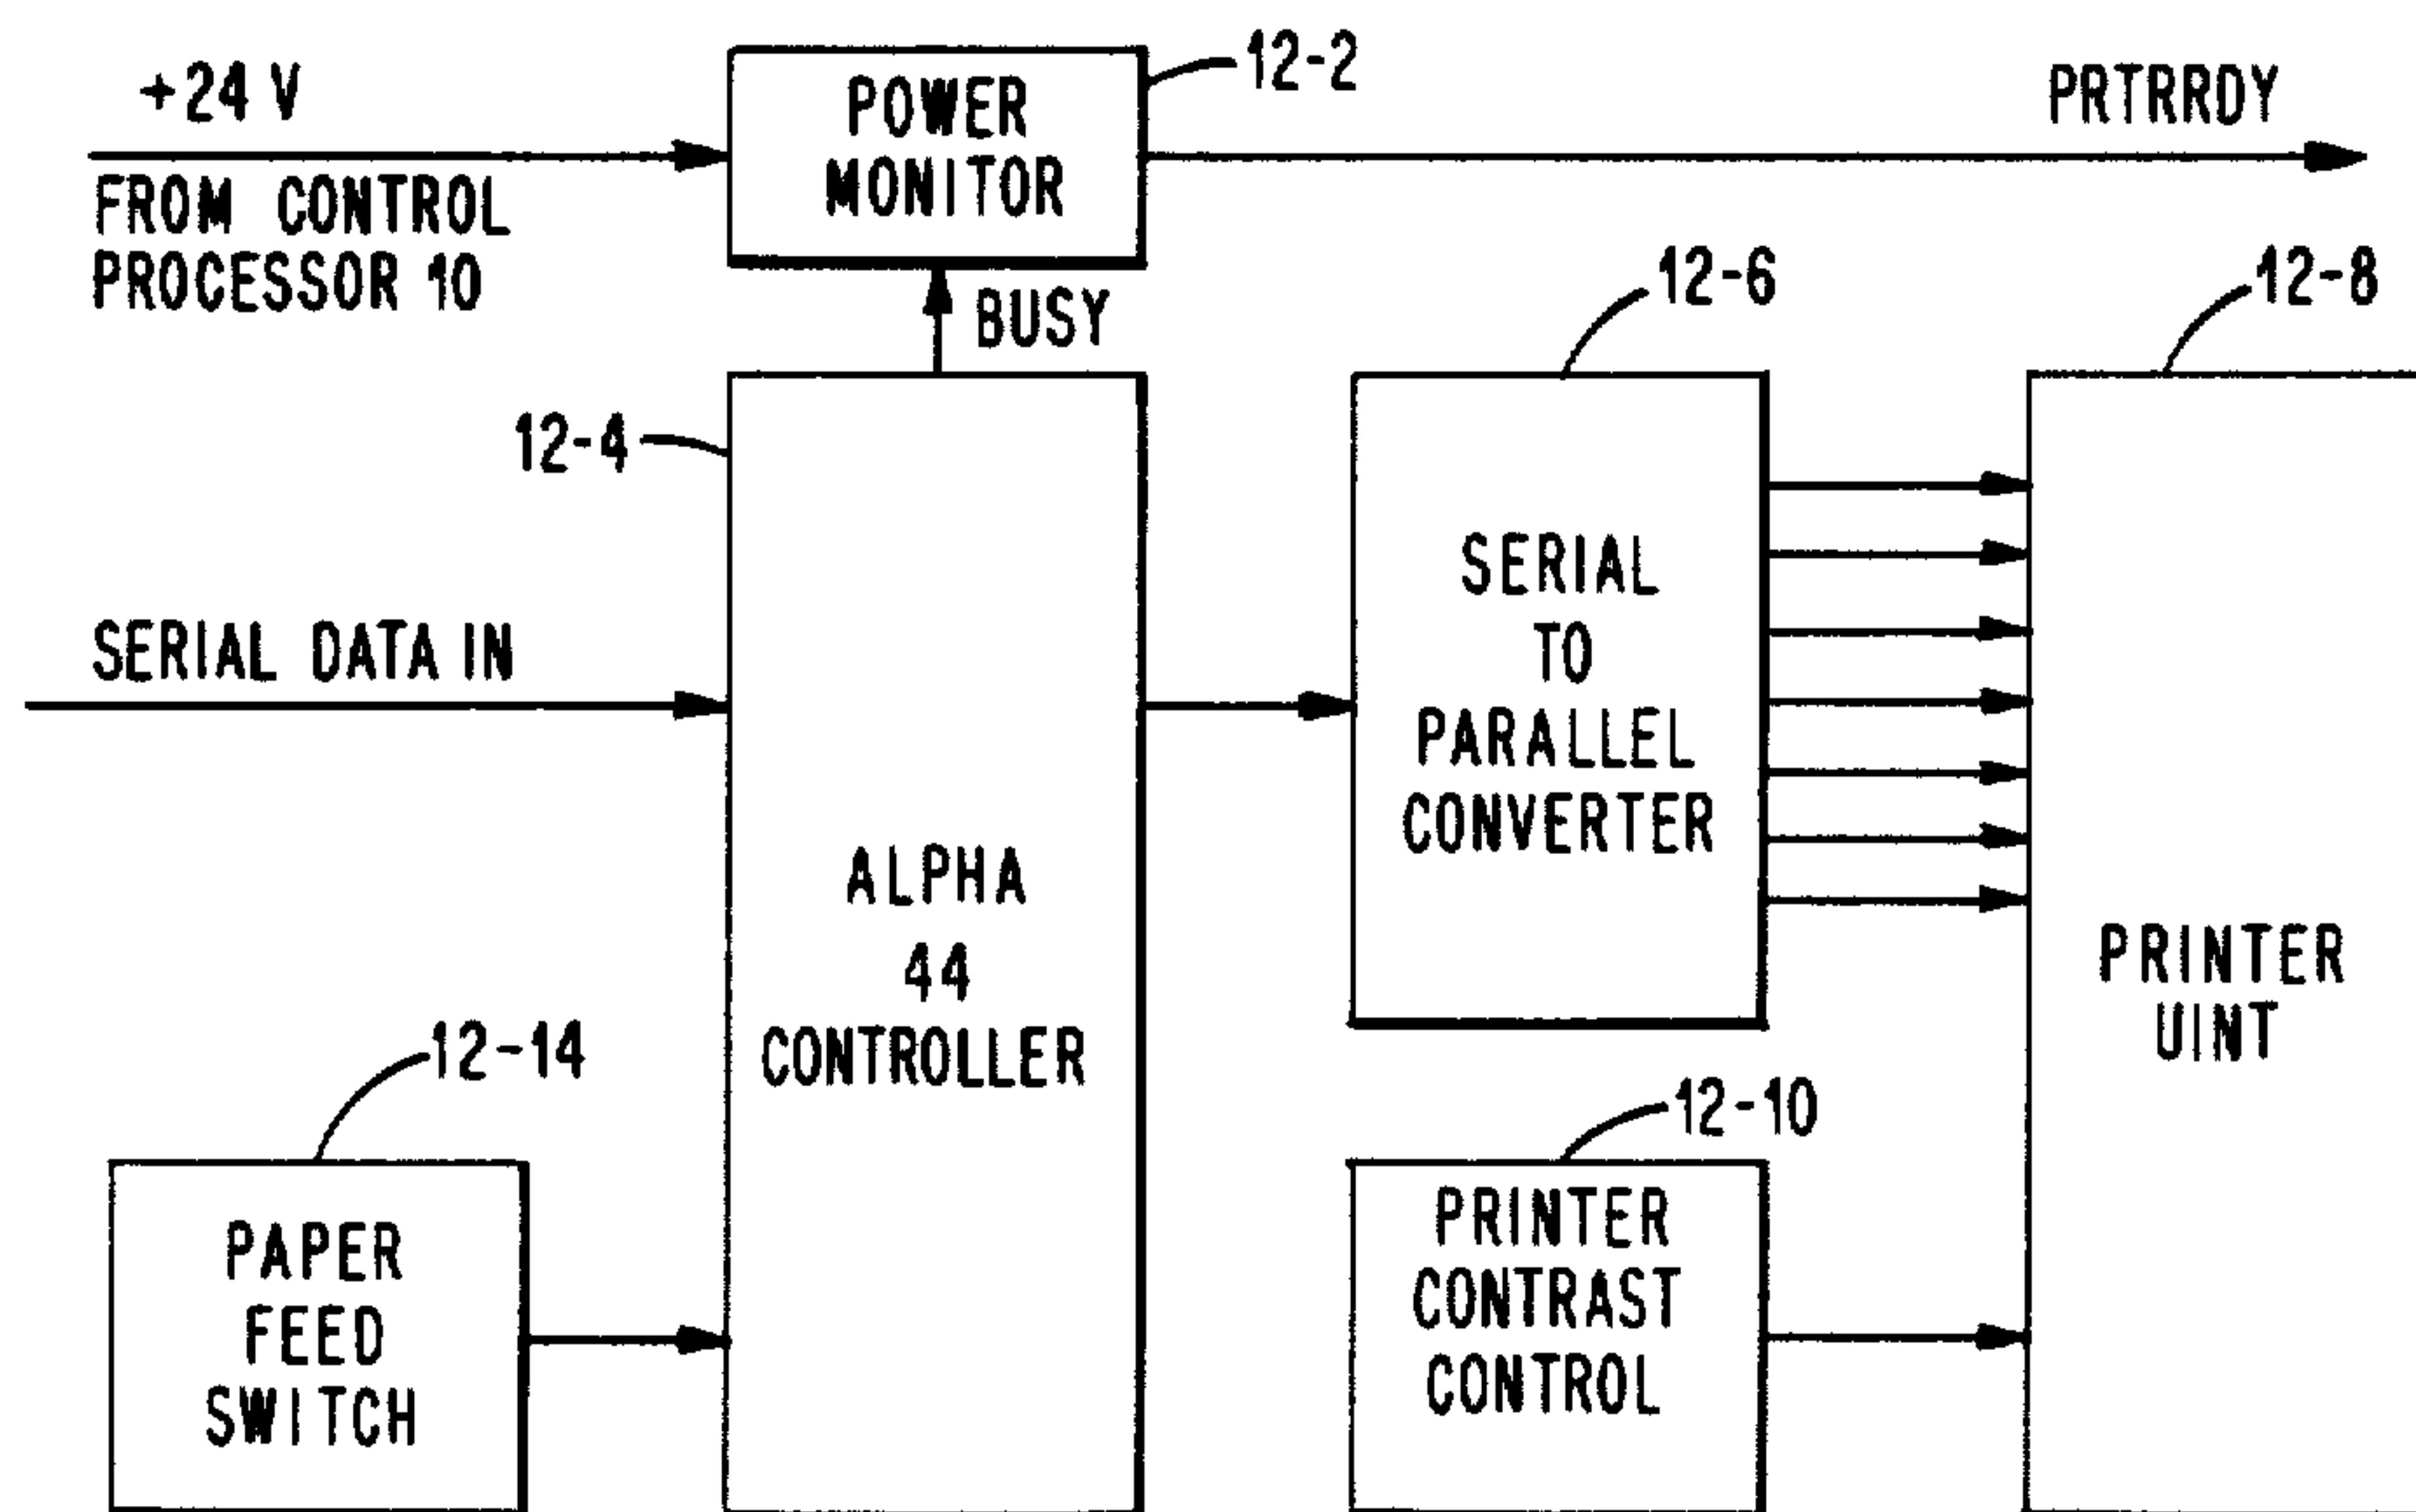 +24 V
FROM CONTROL
PROCESSOR 10
POWER
MONITOR
12-2
PRTRRDY
BUSY
12-4
12-6
12-8
SERIAL DATA IN
ALPHA
44
CONTROLLER
SERIAL
TO
PARALLEL
CONVERTER
PRINTER
UINT
12-14
PAPER
FEED
SWITCH
12-10
PRINTER
CONTRAST
CONTROL